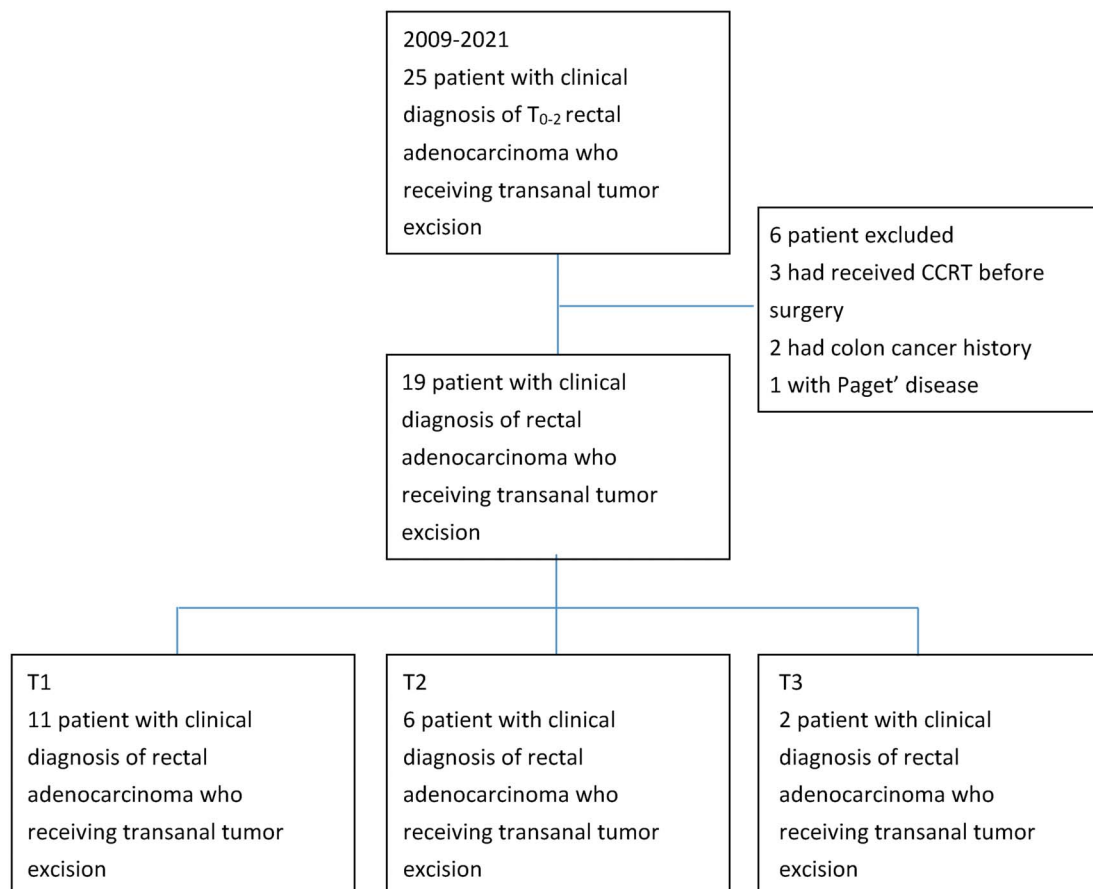 2009-2021
25 patient with clinical
diagnosis of T₀₋₂ rectal
adenocarcinoma who
receiving transanal tumor
excision
6 patient excluded
3 had received CCRT before
surgery
2 had colon cancer history
1 with Paget’ disease
19 patient with clinical
diagnosis of rectal
adenocarcinoma who
receiving transanal tumor
excision
T1
11 patient with clinical
diagnosis of rectal
adenocarcinoma who
receiving transanal tumor
excision
T2
6 patient with clinical
diagnosis of rectal
adenocarcinoma who
receiving transanal tumor
excision
T3
2 patient with clinical
diagnosis of rectal
adenocarcinoma who
receiving transanal tumor
excision